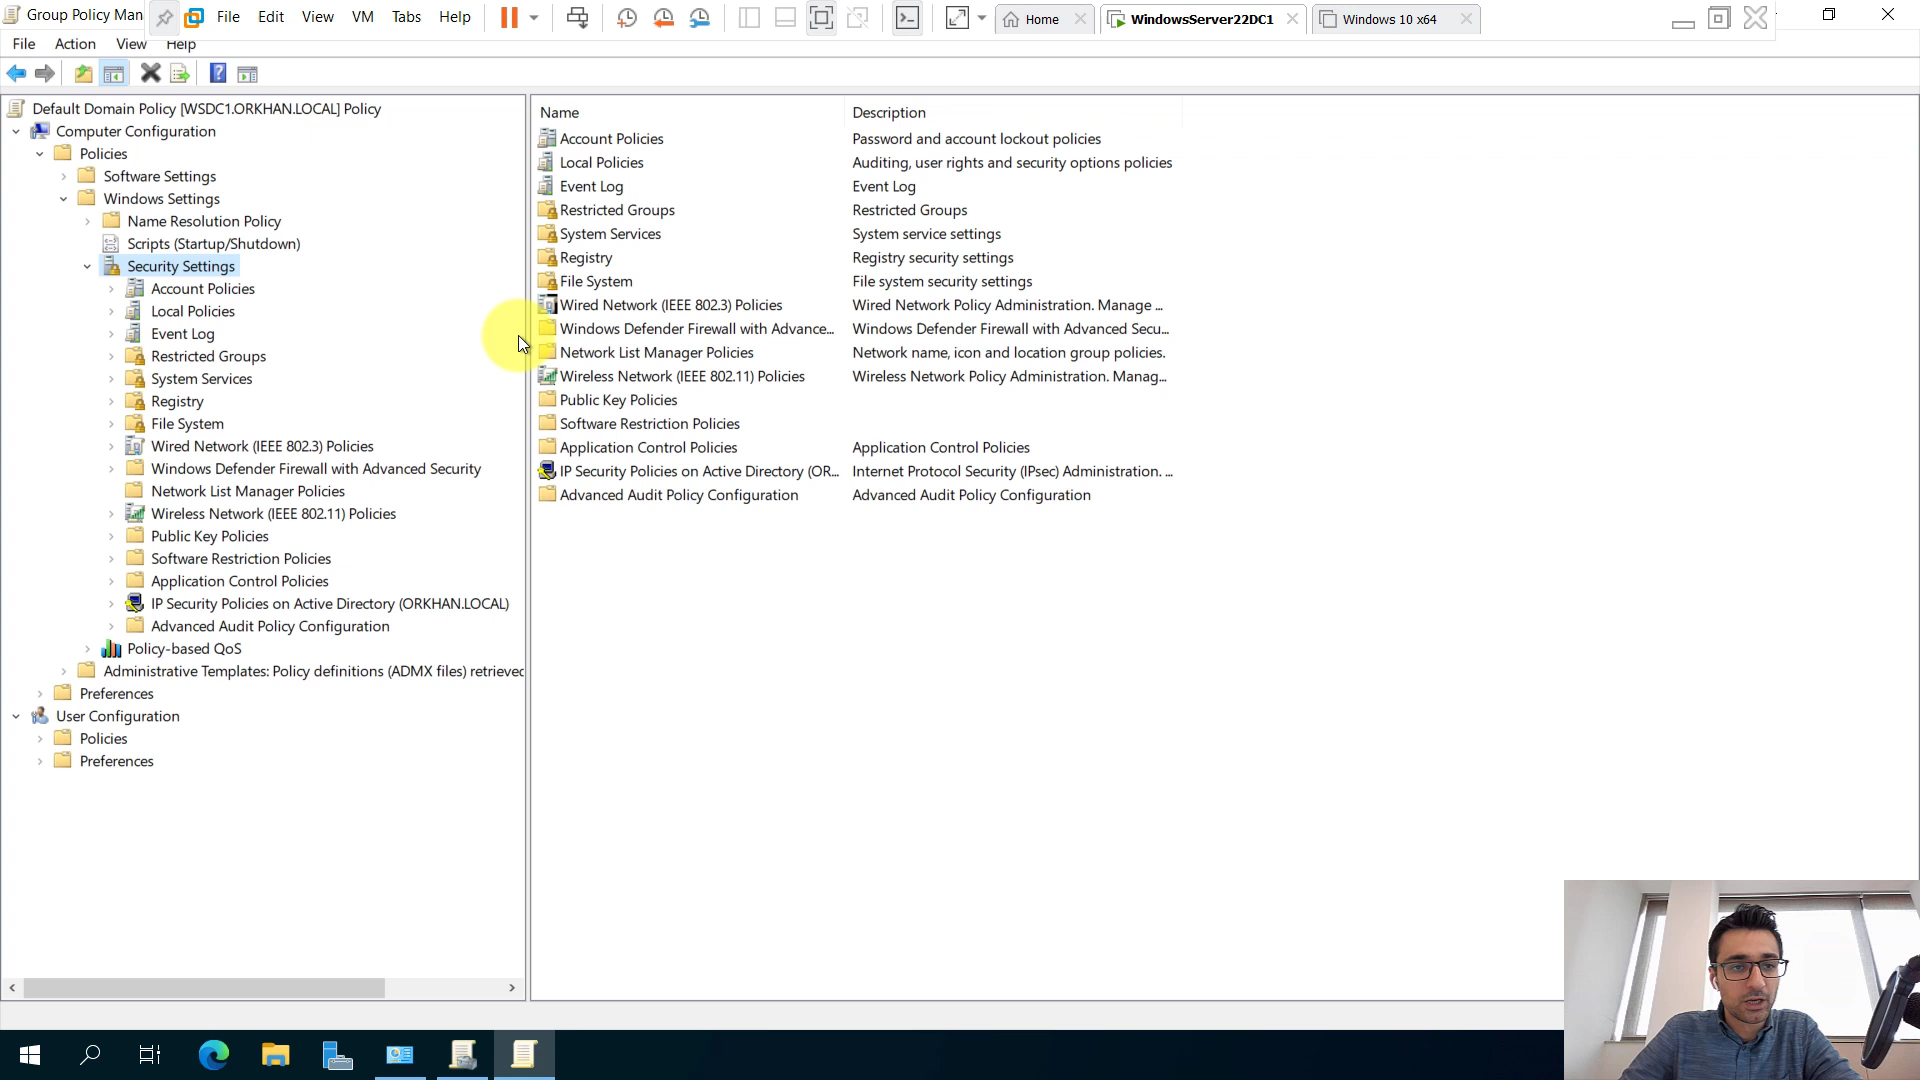 Group Policy Man
File Edit View VM Tabs Help
Home
WindowsServer22DC1
Windows 10 x64
File Action View Help
Default Domain Policy [WSDC1.ORKHAN.LOCAL] Policy
Computer Configuration
Policies
Software Settings
Windows Settings
Name Resolution Policy
Scripts (Startup/Shutdown)
Security Settings
Account Policies
Local Policies
Event Log
Restricted Groups
System Services
Registry
File System
Wired Network (IEEE 802.3) Policies
Windows Defender Firewall with Advanced Security
Network List Manager Policies
Wireless Network (IEEE 802.11) Policies
Public Key Policies
Software Restriction Policies
Application Control Policies
IP Security Policies on Active Directory (ORKHAN.LOCAL)
Advanced Audit Policy Configuration
Policy-based QoS
Administrative Templates: Policy definitions (ADMX files) retrieved
Preferences
User Configuration
Policies
Preferences
Name Description
Account Policies Password and account lockout policies
Local Policies Auditing, user rights and security options policies
Event Log Event Log
Restricted Groups Restricted Groups
System Services System service settings
Registry Registry security settings
File System File system security settings
Wired Network (IEEE 802.3) Policies Wired Network Policy Administration. Manage ...
Windows Defender Firewall with Advance... Windows Defender Firewall with Advanced Secu...
Network List Manager Policies Network name, icon and location group policies.
Wireless Network (IEEE 802.11) Policies Wireless Network Policy Administration. Manag...
Public Key Policies
Software Restriction Policies
Application Control Policies Application Control Policies
IP Security Policies on Active Directory (OR... Internet Protocol Security (IPsec) Administration. ...
Advanced Audit Policy Configuration Advanced Audit Policy Configuration